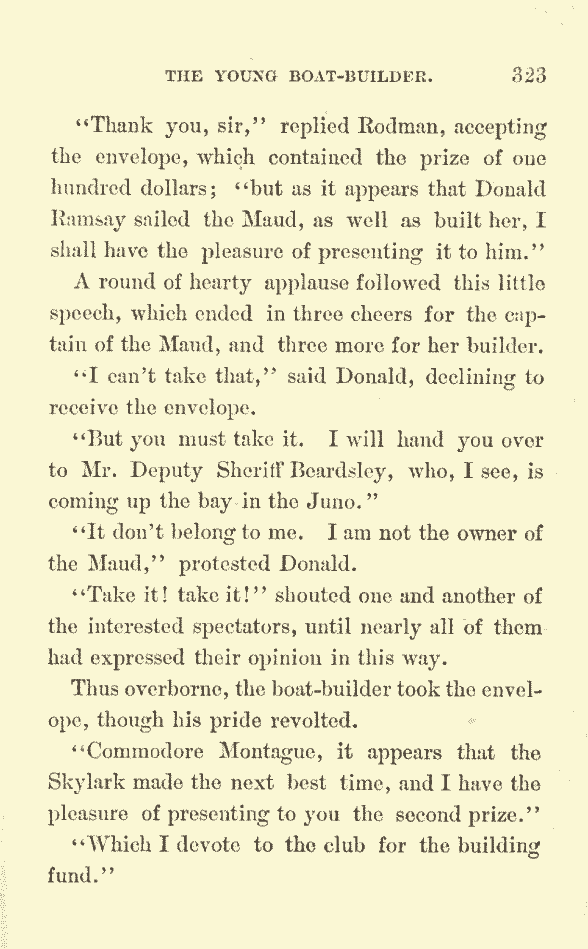 THE YOUNG BOAT-BUILDER. 323
“Thank you, sir,” replied Rodman, accepting
the envelope, which contained the prize of one
hundred dollars; “but as it appears that Donald
Ramsay sailed the Maud, as well as built her, I
shall have the pleasure of presenting it to him.”
A round of hearty applause followed this little
speech, which ended in three cheers for the cap-
tain of the Maud, and three more for her builder.
“I can’t take that,” said Donald, declining to
receive the envelope.
“But you must take it. I will hand you over
to Mr. Deputy Sheriff Beardsley, who, I see, is
coming up the bay in the Juno.”
“It don’t belong to me. I am not the owner of
the Maud,” protested Donald.
“Take it! take it!” shouted one and another of
the interested spectators, until nearly all of them
had expressed their opinion in this way.
Thus overborne, the boat-builder took the envel-
ope, though his pride revolted.
“Commodore Montague, it appears that the
Skylark made the next best time, and I have the
pleasure of presenting to you the second prize.”
“Which I devote to the club for the building
fund.”